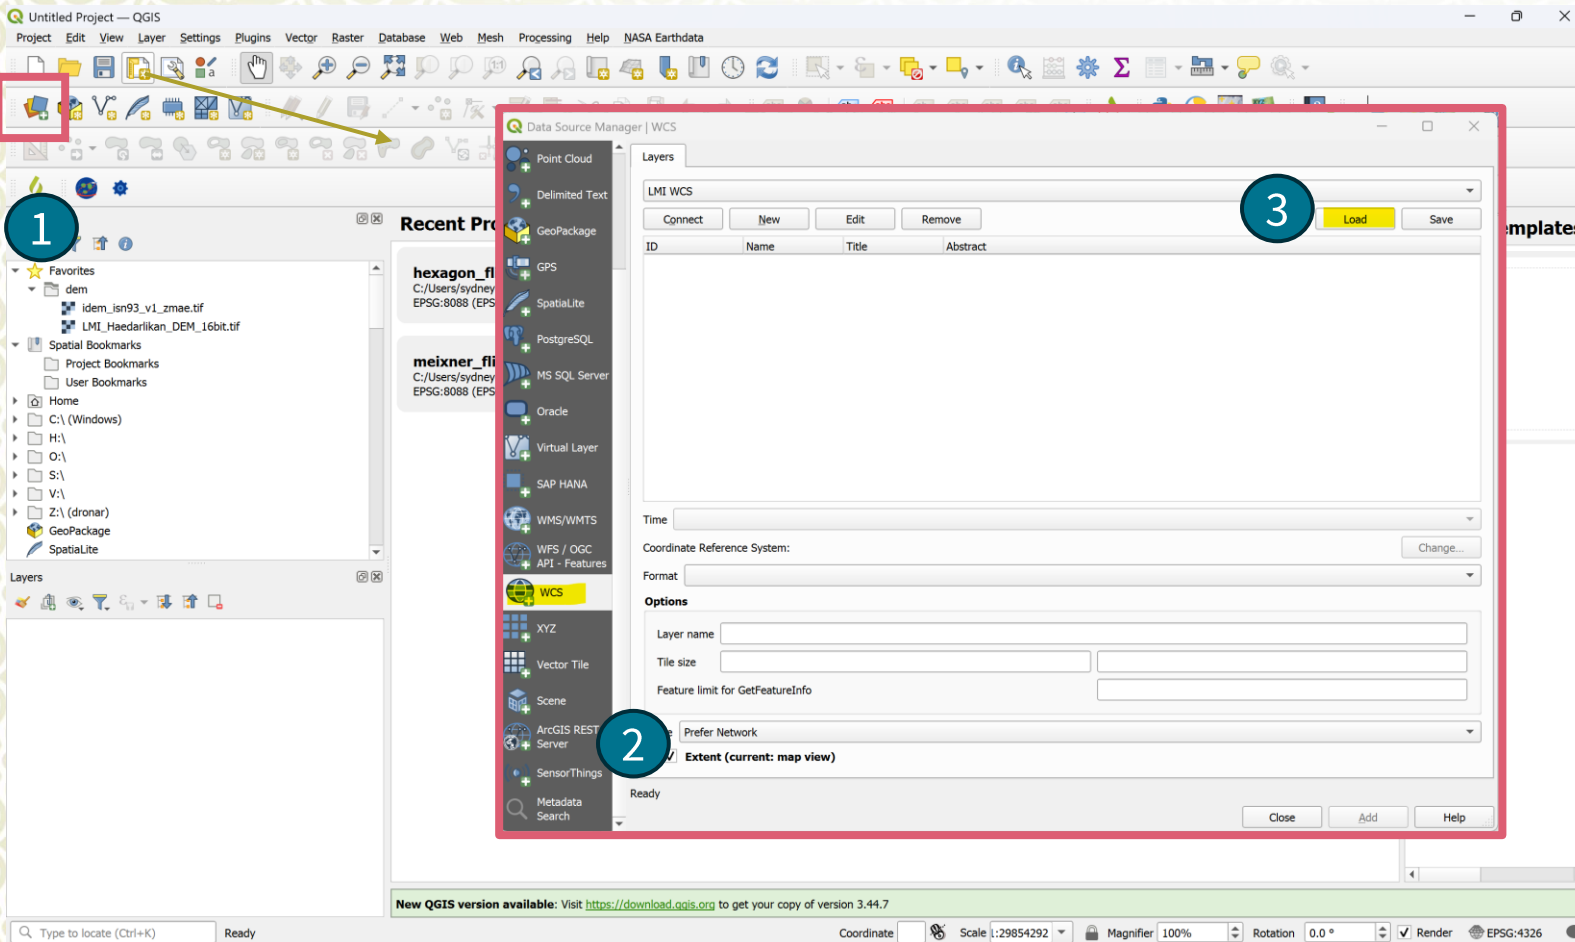 Untitled Project — QGIS
Project Edit View Layer Settings Plugins Vector Raster Database Web Mesh Processing Help NASA Earthdata
1
Favorites
dem
idem_isn93_v1_zmae.tif
LMI_Haedarlikan_DEM_16bit.tif
Spatial Bookmarks
Project Bookmarks
User Bookmarks
Home
C:\ (Windows)
H:\
O:\
S:\
V:\
Z:\ (dronar)
GeoPackage
SpatiaLite
Layers
Recent Pro
hexagon_fl
C:/Users/sydney
EPSG:8088 (EPS
meixner_fli
C:/Users/sydney
EPSG:8088 (EPS
Data Source Manager | WCS
Point Cloud
Delimited Text
GeoPackage
GPS
SpatiaLite
PostgreSQL
MS SQL Server
Oracle
Virtual Layer
SAP HANA
WMS/WMTS
WFS / OGC
API - Features
WCS
XYZ
Vector Tile
Scene
ArcGIS REST
Server
SensorThings
Metadata
Search
2
Layers
LMI WCS
3
Connect New Edit Remove Load Save
ID Name Title Abstract
Time
Coordinate Reference System: Change...
Format
Options
Layer name
Tile size
Feature limit for GetFeatureInfo
Prefer Network
Extent (current: map view)
Ready
Close Add Help
emplates
New QGIS version available: Visit https://download.qgis.org to get your copy of version 3.44.7
Type to locate (Ctrl+K) Ready Coordinate Scale 1:29854292 Magnifier 100% Rotation 0.0 ° Render EPSG:4326